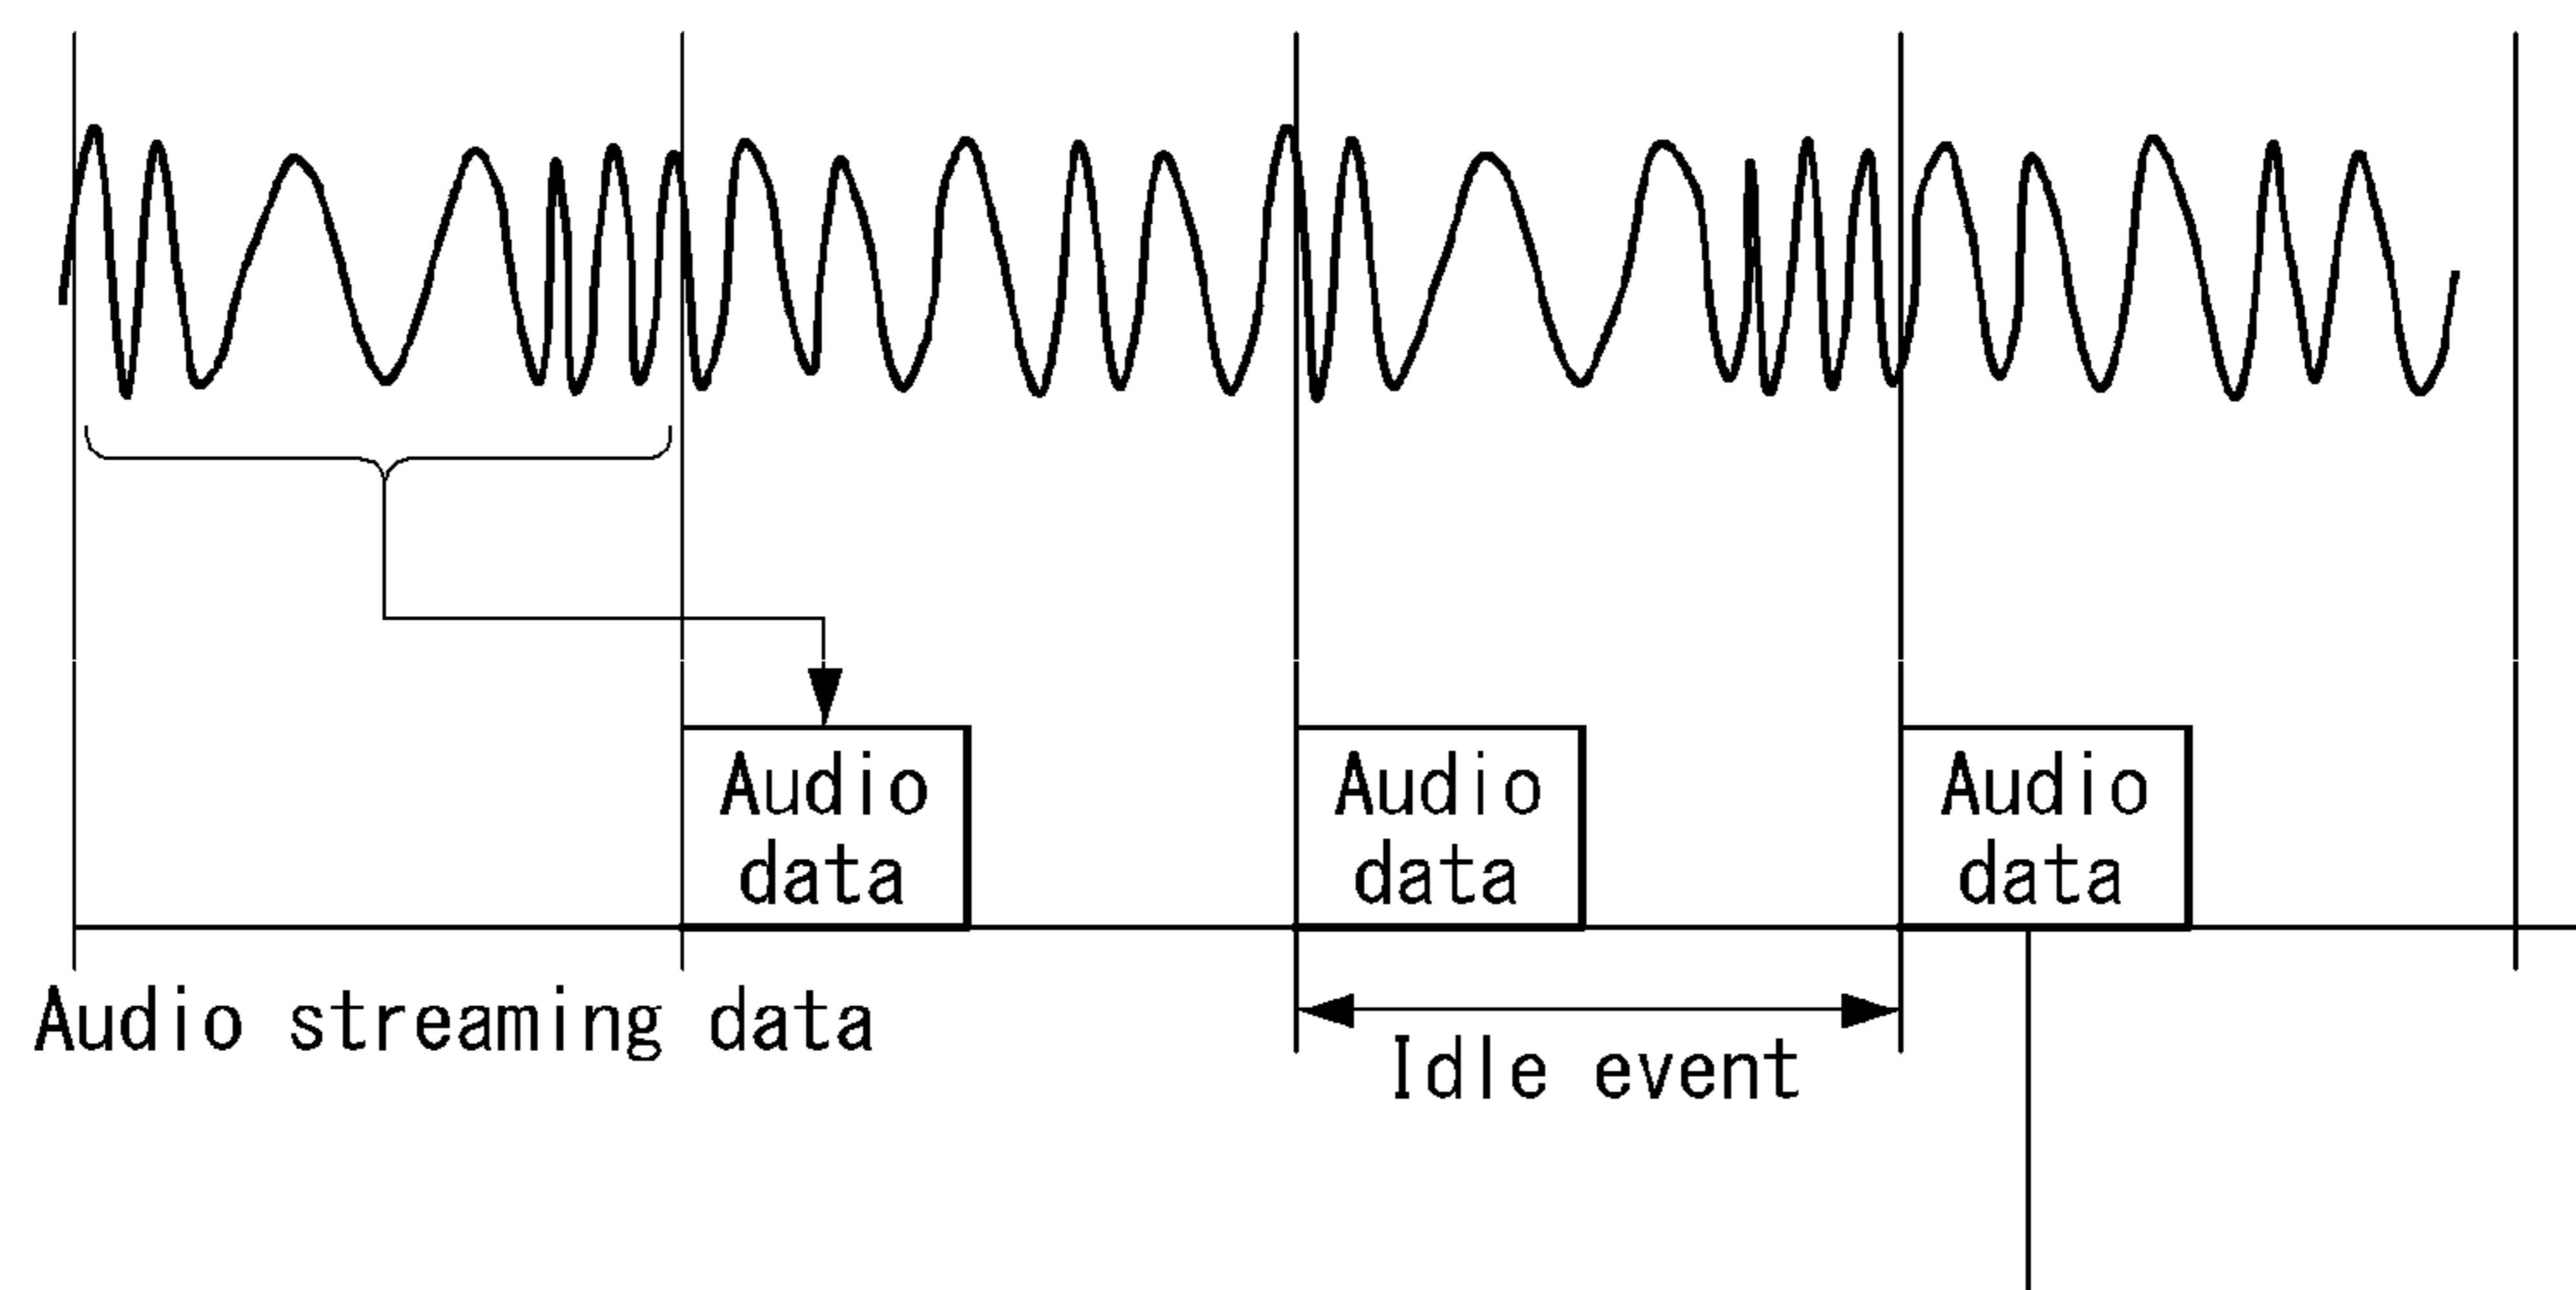 Audio
data
Audio
data
Audio
data
Audio streaming data
Idle event